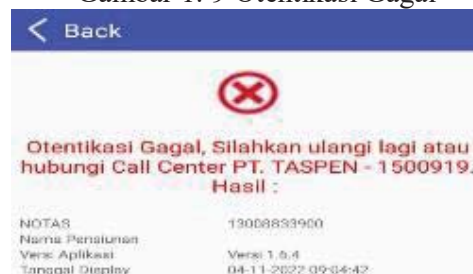 Gambar 1. 9 Otentikasi Gagal
Back
Otentikasi Gagal, Silahkan ulangi lagi atau
hubungi Call Center PT. TASPEN - 1500919.
Hasil :
NOTAS 13008833900
Nama Pensiunan
Versi Aplikasi Versi 1.6.4
Tanggal Display 04-11-2022 09:04:42